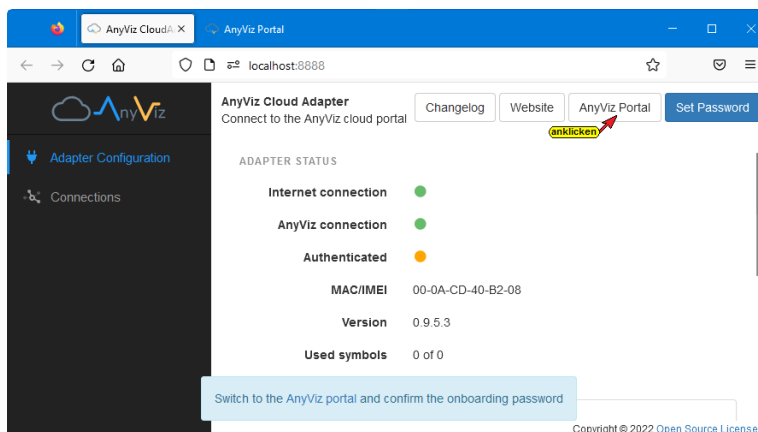 AnyViz CloudA
AnyViz Portal
localhost:8888
AnyViz
AnyViz Cloud Adapter
Connect to the AnyViz cloud portal
Changelog
Website
AnyViz Portal
Set Password
anklicken
Adapter Configuration
Connections
ADAPTER STATUS
Internet connection
AnyViz connection
Authenticated
MAC/IMEI 00-0A-CD-40-B2-08
Version 0.9.5.3
Used symbols 0 of 0
Switch to the AnyViz portal and confirm the onboarding password
Copyright © 2022 Open Source License